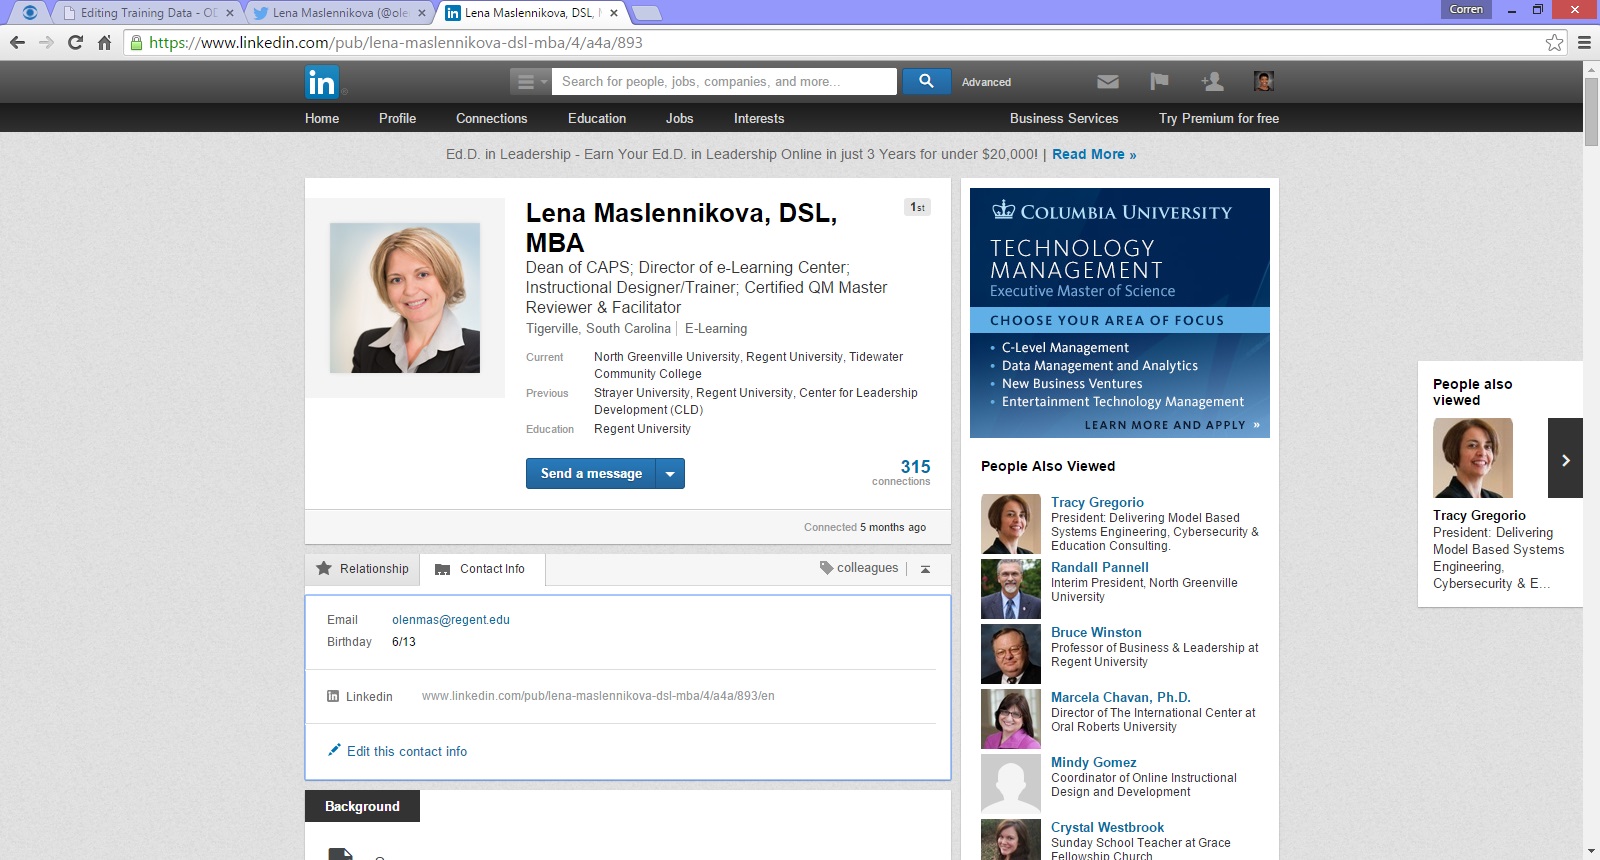 Corren
Editing Training Data - OD
Lena Maslennikova (@ole
Lena Maslennikova, DSL, M
https://www.linkedin.com/pub/lena-maslennikova-dsl-mba/4/a4a/893
in
Search for people, jobs, companies, and more...
Advanced
Home Profile Connections Education Jobs Interests Business Services Try Premium for free
Ed.D. in Leadership - Earn Your Ed.D. in Leadership Online in just 3 Years for under $20,000! | Read More »
Lena Maslennikova, DSL,
MBA
1st
Dean of CAPS; Director of e-Learning Center;
Instructional Designer/Trainer; Certified QM Master
Reviewer & Facilitator
Tigerville, South Carolina | E-Learning
Current North Greenville University, Regent University, Tidewater
Community College
Previous Strayer University, Regent University, Center for Leadership
Development (CLD)
Education Regent University
Send a message
315
connections
Connected 5 months ago
Relationship
Contact Info
colleagues
Email olenmas@regent.edu
Birthday 6/13
in Linkedin www.linkedin.com/pub/lena-maslennikova-dsl-mba/4/a4a/893/en
Edit this contact info
Background
COLUMBIA UNIVERSITY
TECHNOLOGY
MANAGEMENT
Executive Master of Science
CHOOSE YOUR AREA OF FOCUS
• C-Level Management
• Data Management and Analytics
• New Business Ventures
• Entertainment Technology Management
LEARN MORE AND APPLY »
People Also Viewed
Tracy Gregorio
President: Delivering Model Based
Systems Engineering, Cybersecurity &
Education Consulting.
Randall Pannell
Interim President, North Greenville
University
Bruce Winston
Professor of Business & Leadership at
Regent University
Marcela Chavan, Ph.D.
Director of The International Center at
Oral Roberts University
Mindy Gomez
Coordinator of Online Instructional
Design and Development
Crystal Westbrook
Sunday School Teacher at Grace
Fellowship Church
People also
viewed
Tracy Gregorio
President: Delivering
Model Based Systems
Engineering,
Cybersecurity & E...